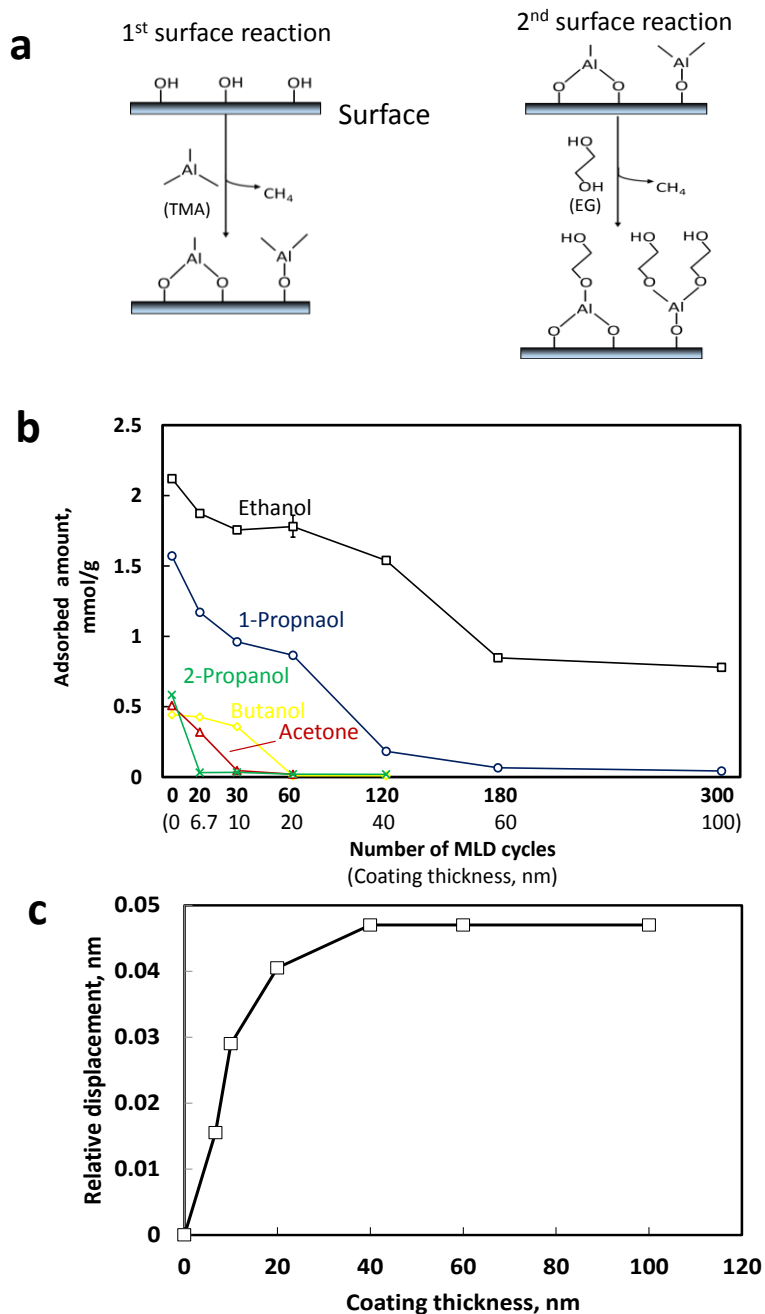 a
1st surface reaction
2nd surface reaction
OH OH OH
Surface
Al
(TMA)
CH4
Al Al
O O O
Al Al
O O O
HO
OH
(EG)
CH4
HO HO HO
O O O
Al Al
O O O
b
Adsorbed amount, mmol/g
2.5
2
1.5
1
0.5
0
Ethanol
1-Propnaol
2-Propanol
Butanol
Acetone
0 20 30 60 120 180 300
(0 6.7 10 20 40 60 100)
Number of MLD cycles
(Coating thickness, nm)
c
Relative displacement, nm
0.05
0.04
0.03
0.02
0.01
0
0 20 40 60 80 100 120
Coating thickness, nm